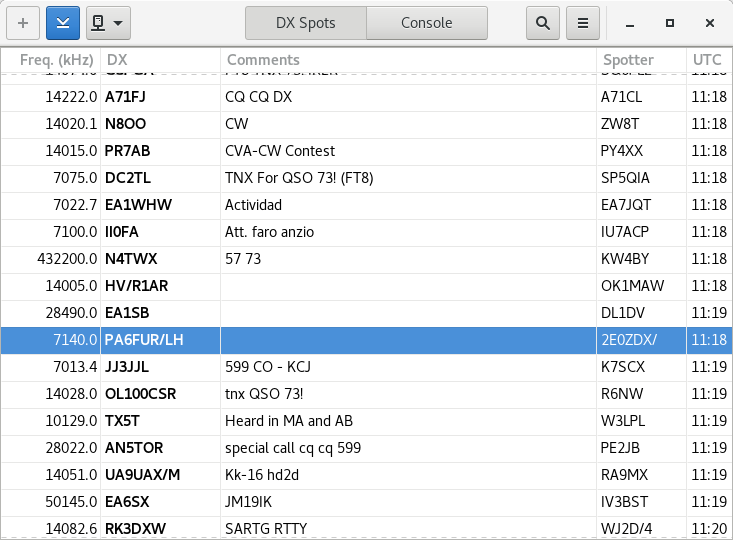 DX Spots Console
Freq. (kHz) DX Comments Spotter UTC
14222.0 A71FJ CQ CQ DX A71CL 11:18
14020.1 N8OO CW ZW8T 11:18
14015.0 PR7AB CVA-CW Contest PY4XX 11:18
7075.0 DC2TL TNX For QSO 73! (FT8) SP5QIA 11:18
7022.7 EA1WHW Actividad EA7JQT 11:18
7100.0 II0FA Att. faro anzio IU7ACP 11:18
432200.0 N4TWX 57 73 KW4BY 11:18
14005.0 HV/R1AR OK1MAW 11:18
28490.0 EA1SB DL1DV 11:19
7140.0 PA6FUR/LH 2E0ZDX/ 11:18
7013.4 JJ3JJL 599 CO - KCJ K7SCX 11:19
14028.0 OL100CSR tnx QSO 73! R6NW 11:19
10129.0 TX5T Heard in MA and AB W3LPL 11:19
28022.0 AN5TOR special call cq cq 599 PE2JB 11:19
14051.0 UA9UAX/M Kk-16 hd2d RA9MX 11:19
50145.0 EA6SX JM19IK IV3BST 11:19
14082.6 RK3DXW SARTG RTTY WJ2D/4 11:20